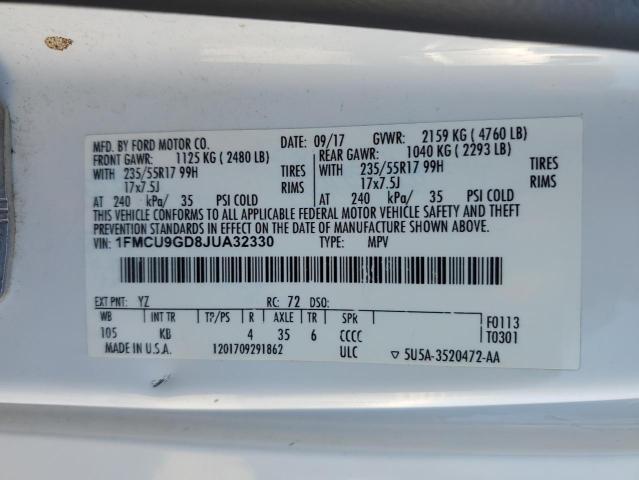 MFD. BY FORD MOTOR CO. DATE: 09/17 GVWR: 2159 KG ( 4760 LB)
FRONT GAWR: 1125 KG ( 2480 LB) REAR GAWR: 1040 KG ( 2293 LB)
WITH 235/55R17 99H TIRES WITH 235/55R17 99H TIRES
17x7.5J RIMS 17x7.5J RIMS
AT 240 kPa/ 35 PSI COLD AT 240 kPa/ 35 PSI COLD
THIS VEHICLE CONFORMS TO ALL APPLICABLE FEDERAL MOTOR VEHICLE SAFETY AND THEFT
PREVENTION STANDARDS IN EFFECT ON THE DATE OF MANUFACTURE SHOWN ABOVE.
VIN: 1FMCU9GD8JUA32330 TYPE: MPV
EXT PNT: YZ RC: 72 DSO:
WB INT TR TP/PS R AXLE TR SPR F0113
105 KB 4 35 6 CCCC T0301
MADE IN U.S.A. 1201709291862 ULC ▽ 5U5A-3520472-AA